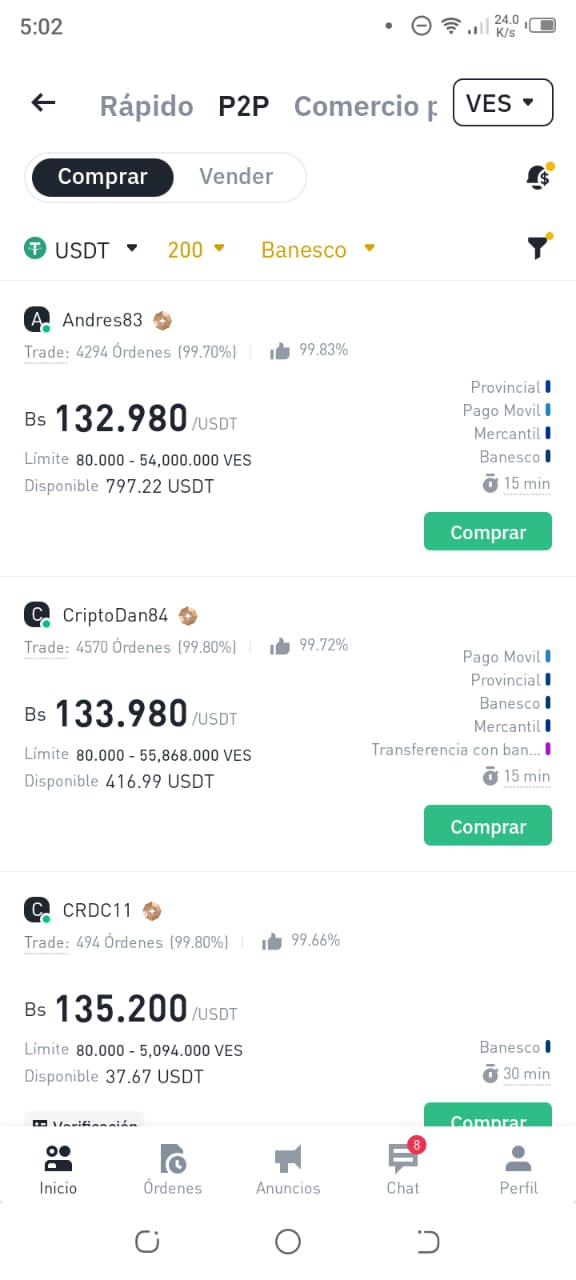 5:02
24.0
K/s
Rápido P2P Comercio p VES
Comprar Vender
USDT 200 Banesco
A Andres83
Trade: 4294 Órdenes (99.70%) 99.83%
Bs 132.980 /USDT
Límite 80.000 - 54,000.000 VES
Disponible 797.22 USDT
Provincial
Pago Movil
Mercantil
Banesco
15 min
Comprar
C CriptoDan84
Trade: 4570 Órdenes (99.80%) 99.72%
Bs 133.980 /USDT
Límite 80.000 - 55,868.000 VES
Disponible 416.99 USDT
Pago Movil
Provincial
Banesco
Mercantil
Transferencia con ban...
15 min
Comprar
C CRDC11
Trade: 494 Órdenes (99.80%) 99.66%
Bs 135.200 /USDT
Límite 80.000 - 5,094.000 VES
Disponible 37.67 USDT
Banesco
30 min
Verificación
Comprar
8
Inicio Órdenes Anuncios Chat Perfil